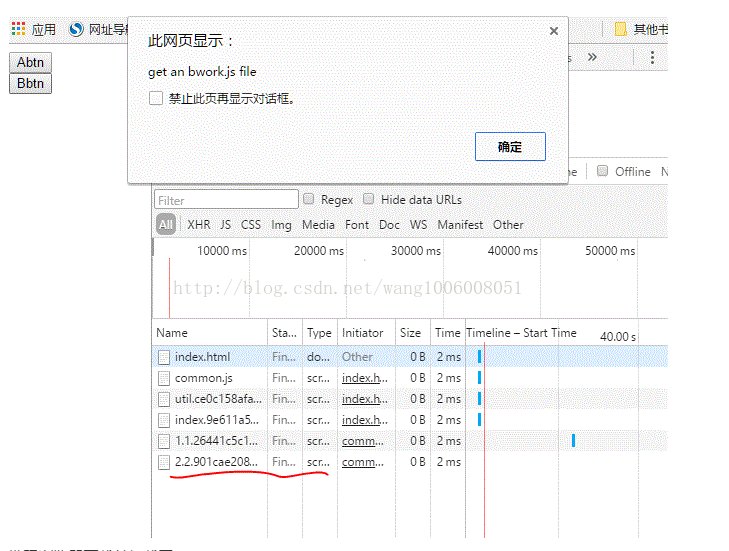 应用 网址导航 其他书
此网页显示：
Abtn
get an bwork.js file
Bbtn
禁止此页再显示对话框。
确定
Offline
Filter
Regex Hide data URLs
All XHR JS CSS Img Media Font Doc WS Manifest Other
10000 ms 20000 ms 30000 ms 40000 ms 50000 ms
http://blog.csdn.net/wang1006008051
Name Sta... Type Initiator Size Time Timeline – Start Time 40.00 s
index.html Fin... do... Other 0 B 2 ms
common.js Fin... scr... index.h... 0 B 2 ms
util.ce0c158afa... Fin... scr... index.h... 0 B 2 ms
index.9e611a5... Fin... scr... index.h... 0 B 2 ms
1.1.26441c5c1... Fin... scr... comm... 0 B 2 ms
2.2.901cae208... Fin... scr... comm... 0 B 2 ms